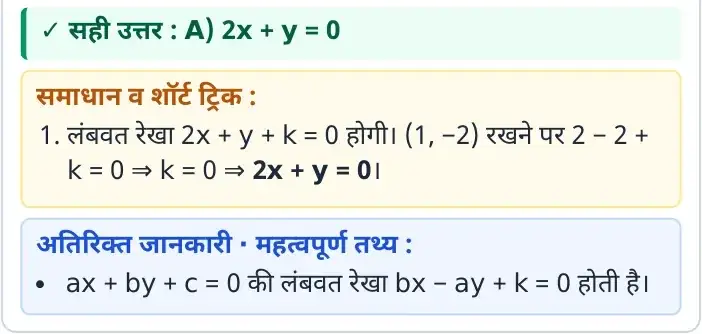 ✓ सही उत्तर : A) 2x + y = 0
समाधान व शॉर्ट ट्रिक :
1. लंबवत रेखा 2x + y + k = 0 होगी। (1, −2) रखने पर 2 − 2 +
k = 0 ⇒ k = 0 ⇒ 2x + y = 0।
अतिरिक्त जानकारी · महत्वपूर्ण तथ्य :
• ax + by + c = 0 की लंबवत रेखा bx − ay + k = 0 होती है।